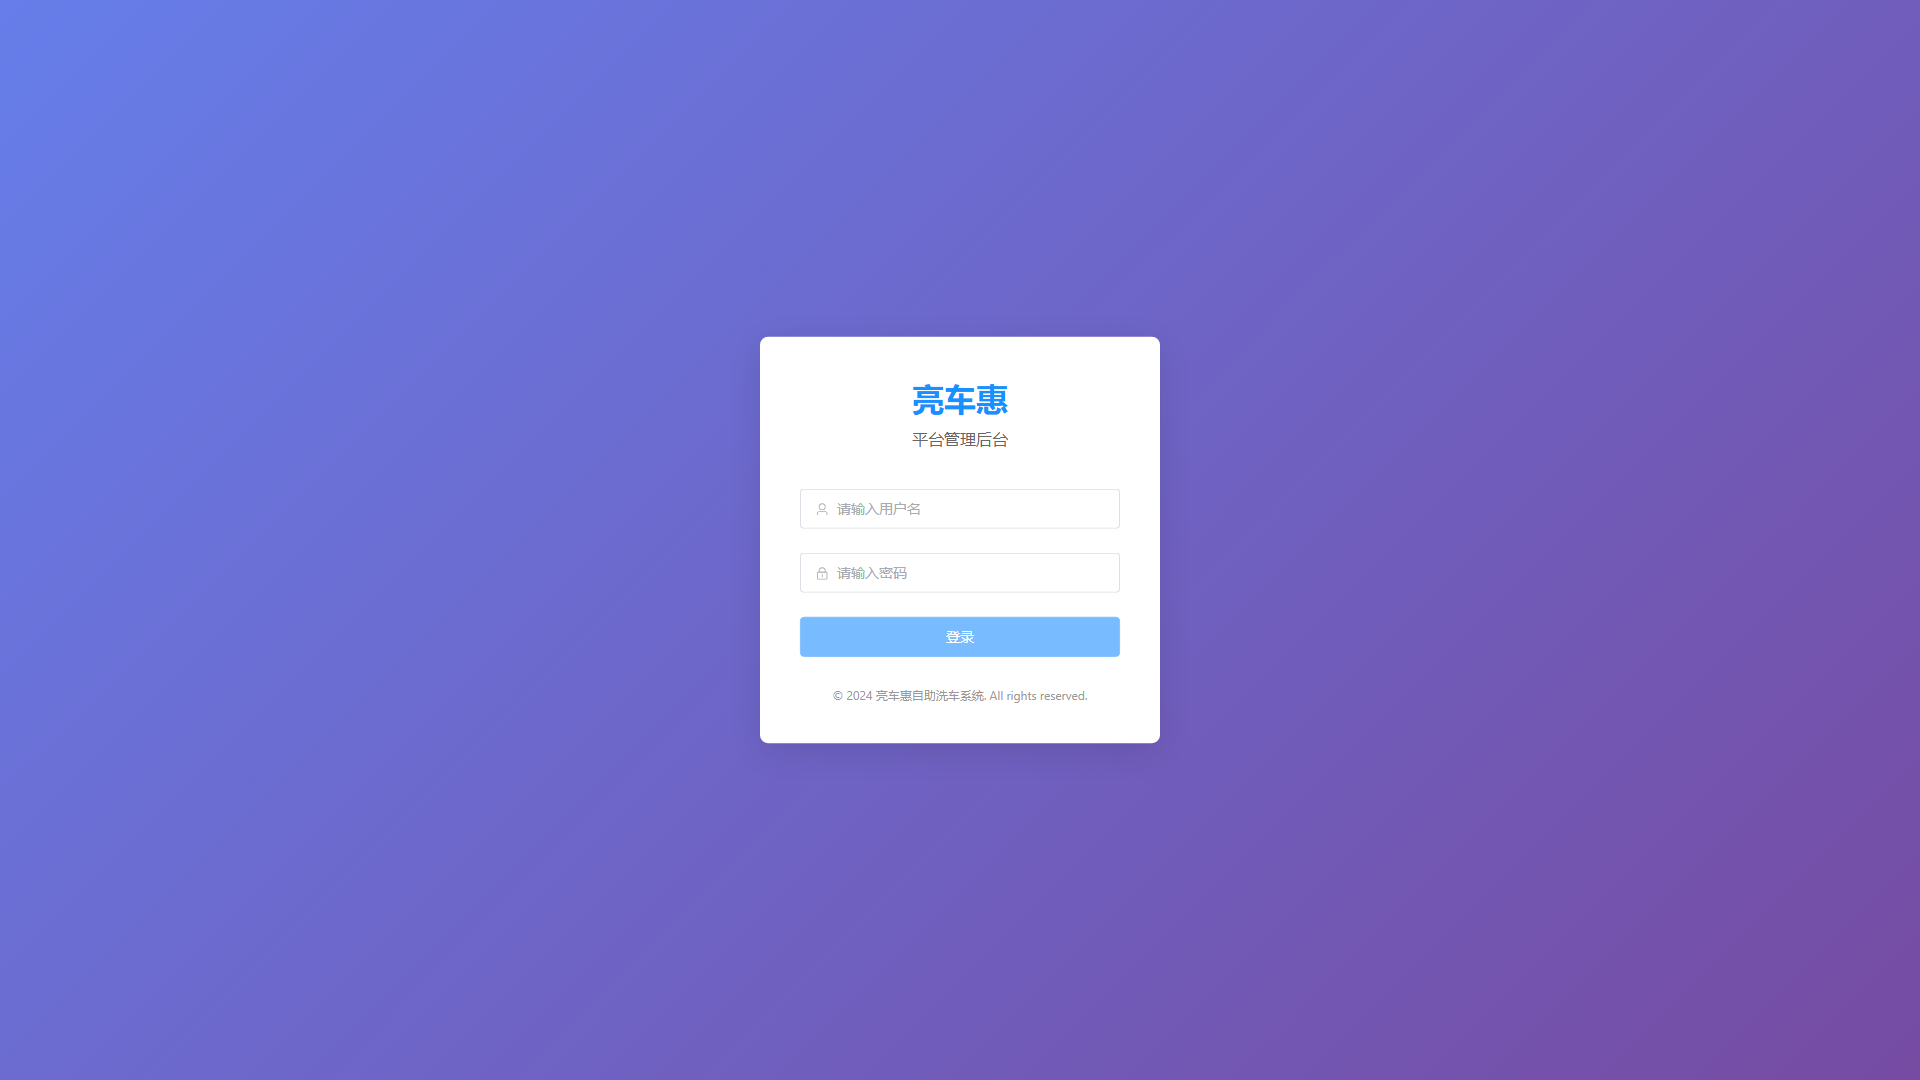 亮车惠
平台管理后台
请输入用户名
请输入密码
登录
© 2024 亮车惠自助洗车系统. All rights reserved.